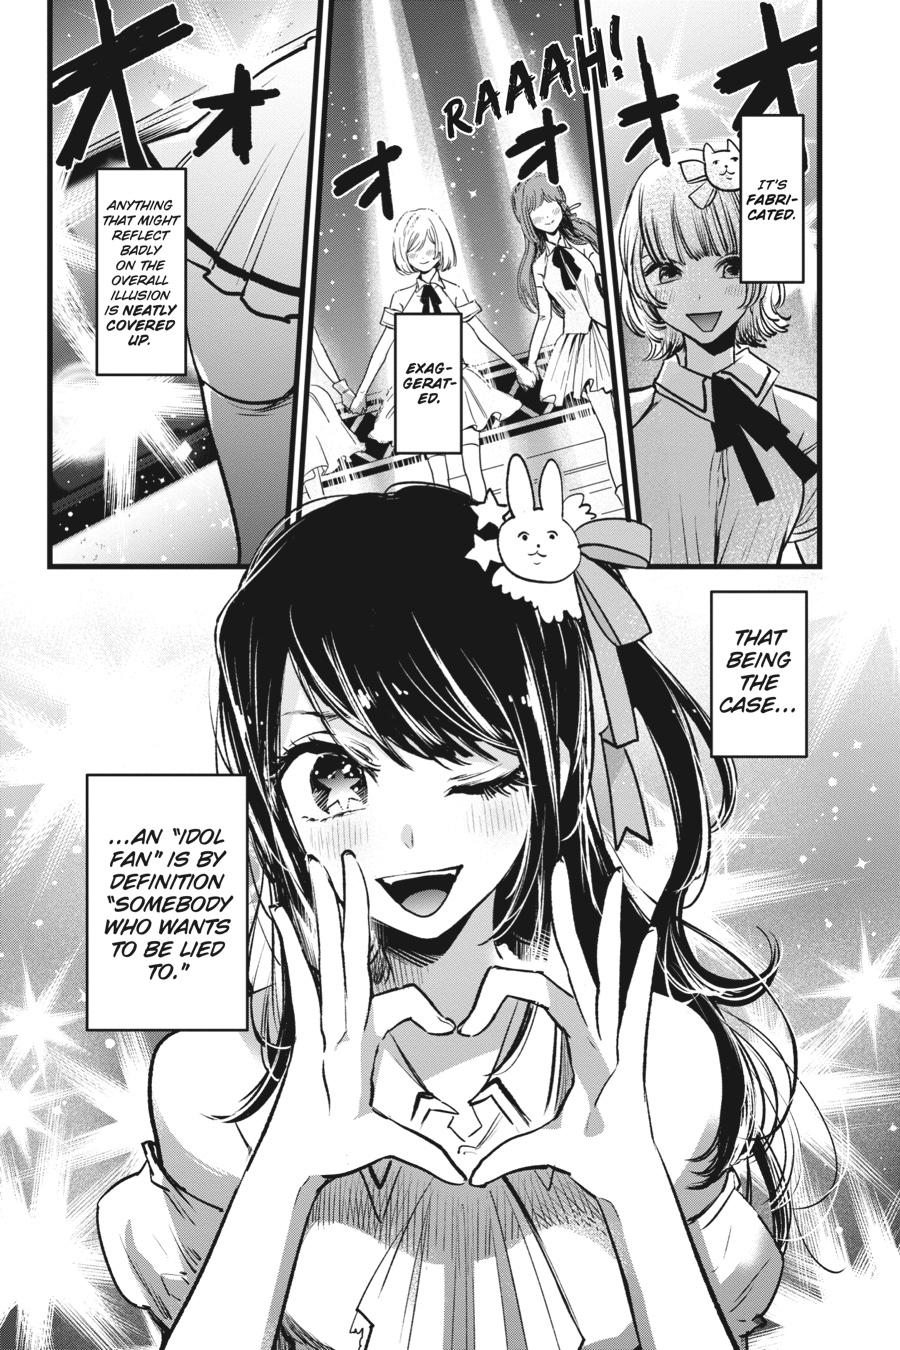 IT'S
FABRI-
CATED.
オ
オ
RAAAH!
オ
オ
EXAG-
GERAT-
ED.
オ
オ
ANYTHING
THAT MIGHT
REFLECT
BADLY
ON THE
OVERALL
ILLUSION
IS NEATLY
COVERED
UP.
THAT
BEING
THE
CASE...
...AN "IDOL
FAN" IS BY
DEFINITION
"SOMEBODY
WHO WANTS
TO BE LIED
TO."